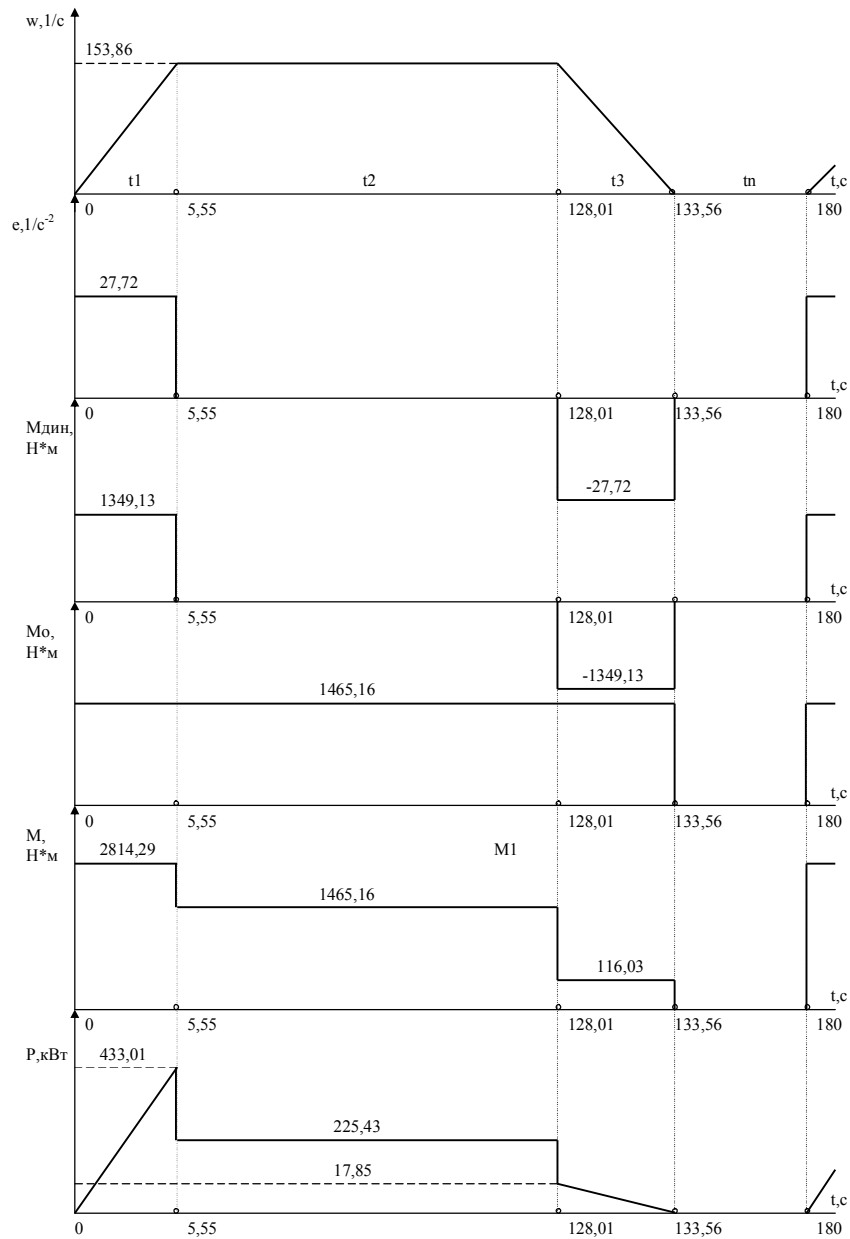 w,1/с
153,86
t1 t2 t3 tn t,c
0 5,55 128,01 133,56 180
e,1/с-2
27,72
t,c
0 5,55 128,01 133,56 180
Мдин,
Н*м
-27,72
1349,13
t,c
0 5,55 128,01 180
Мо,
Н*м
-1349,13
1465,16
t,c
0 5,55 128,01 133,56 180
М,
Н*м
2814,29 М1
1465,16
116,03
t,c
0 5,55 128,01 133,56 180
Р,кВт
433,01
225,43
17,85
t,c
0 5,55 128,01 133,56 180